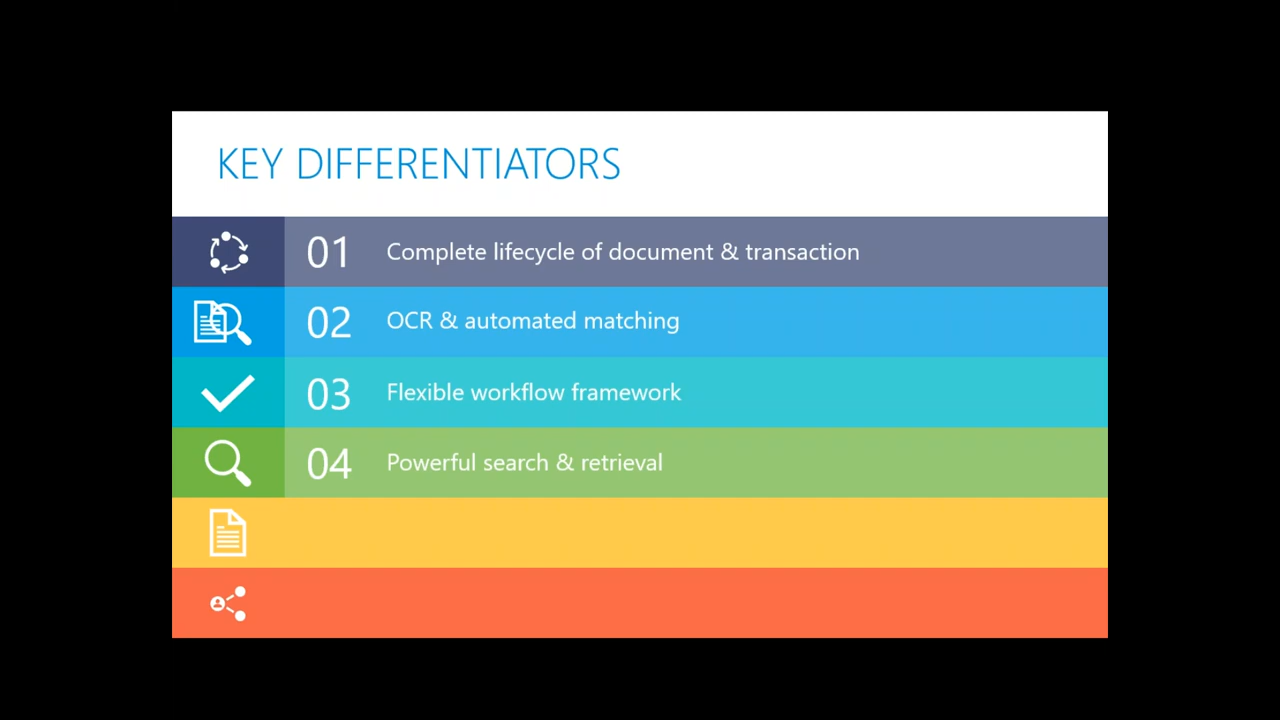 KEY DIFFERENTIATORS
01 Complete lifecycle of document & transaction
02 OCR & automated matching
03 Flexible workflow framework
04 Powerful search & retrieval